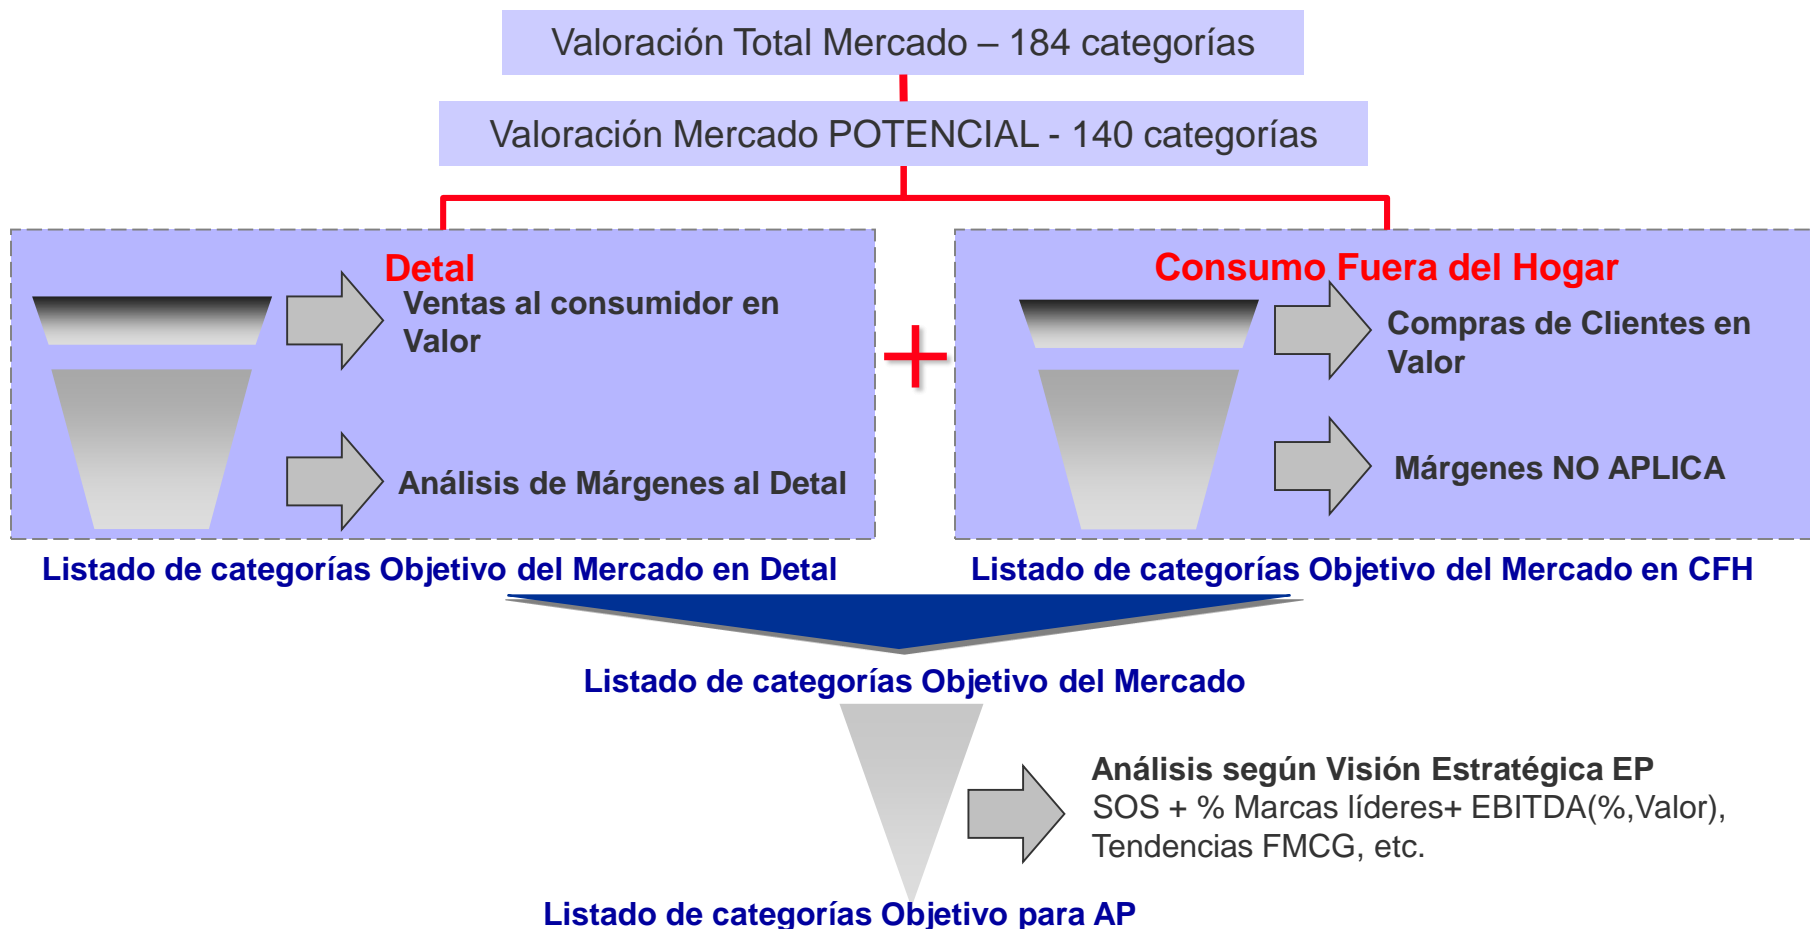 Valoración Total Mercado – 184 categorías
Valoración Mercado POTENCIAL - 140 categorías
Detal
Ventas al consumidor en
Valor
Análisis de Márgenes al Detal
+
Consumo Fuera del Hogar
Compras de Clientes en
Valor
Márgenes NO APLICA
Listado de categorías Objetivo del Mercado en Detal
Listado de categorías Objetivo del Mercado en CFH
Listado de categorías Objetivo del Mercado
Análisis según Visión Estratégica EP
SOS + % Marcas líderes+ EBITDA(%,Valor),
Tendencias FMCG, etc.
Listado de categorías Objetivo para AP